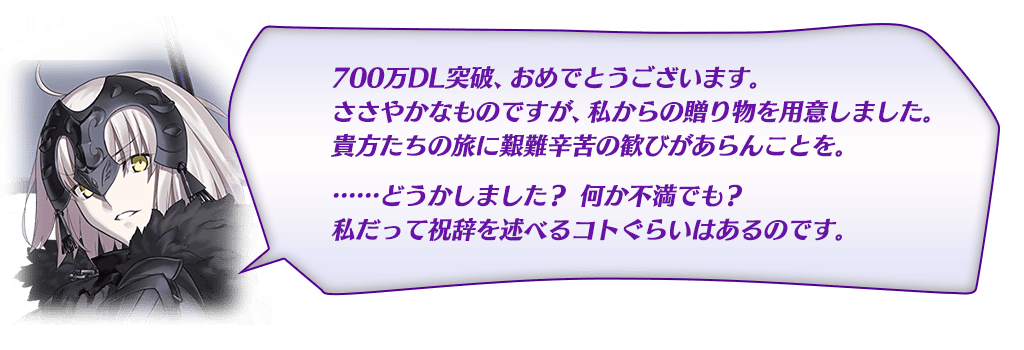 700万DL突破、おめでとうございます。
ささやかなものですが、私からの贈り物を用意しました。
貴方たちの旅に艱難辛苦の歓びがあらんことを。
……どうかしました？ 何か不満でも？
私だって祝辞を述べるコトぐらいはあるのです。